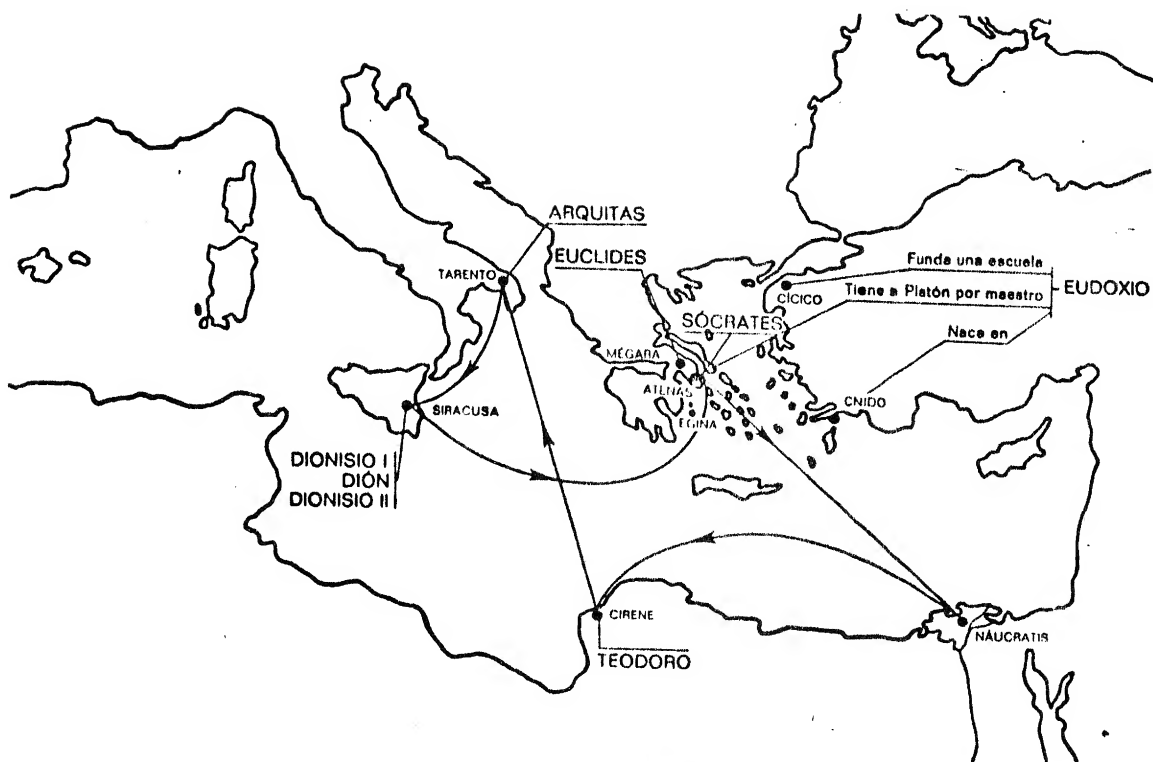 ARQUITAS
EUCLIDES
TARENTO
Funda una escuela
CÍCICO
Tiene a Platón por maestro
EUDOXIO
SÓCRATES
Nace en
MÉGARA
ATENAS
EGINA
CNIDO
SIRACUSA
DIONISIO I
DIÓN
DIONISIO II
CIRENE
TEODORO
NÁUCRATIS